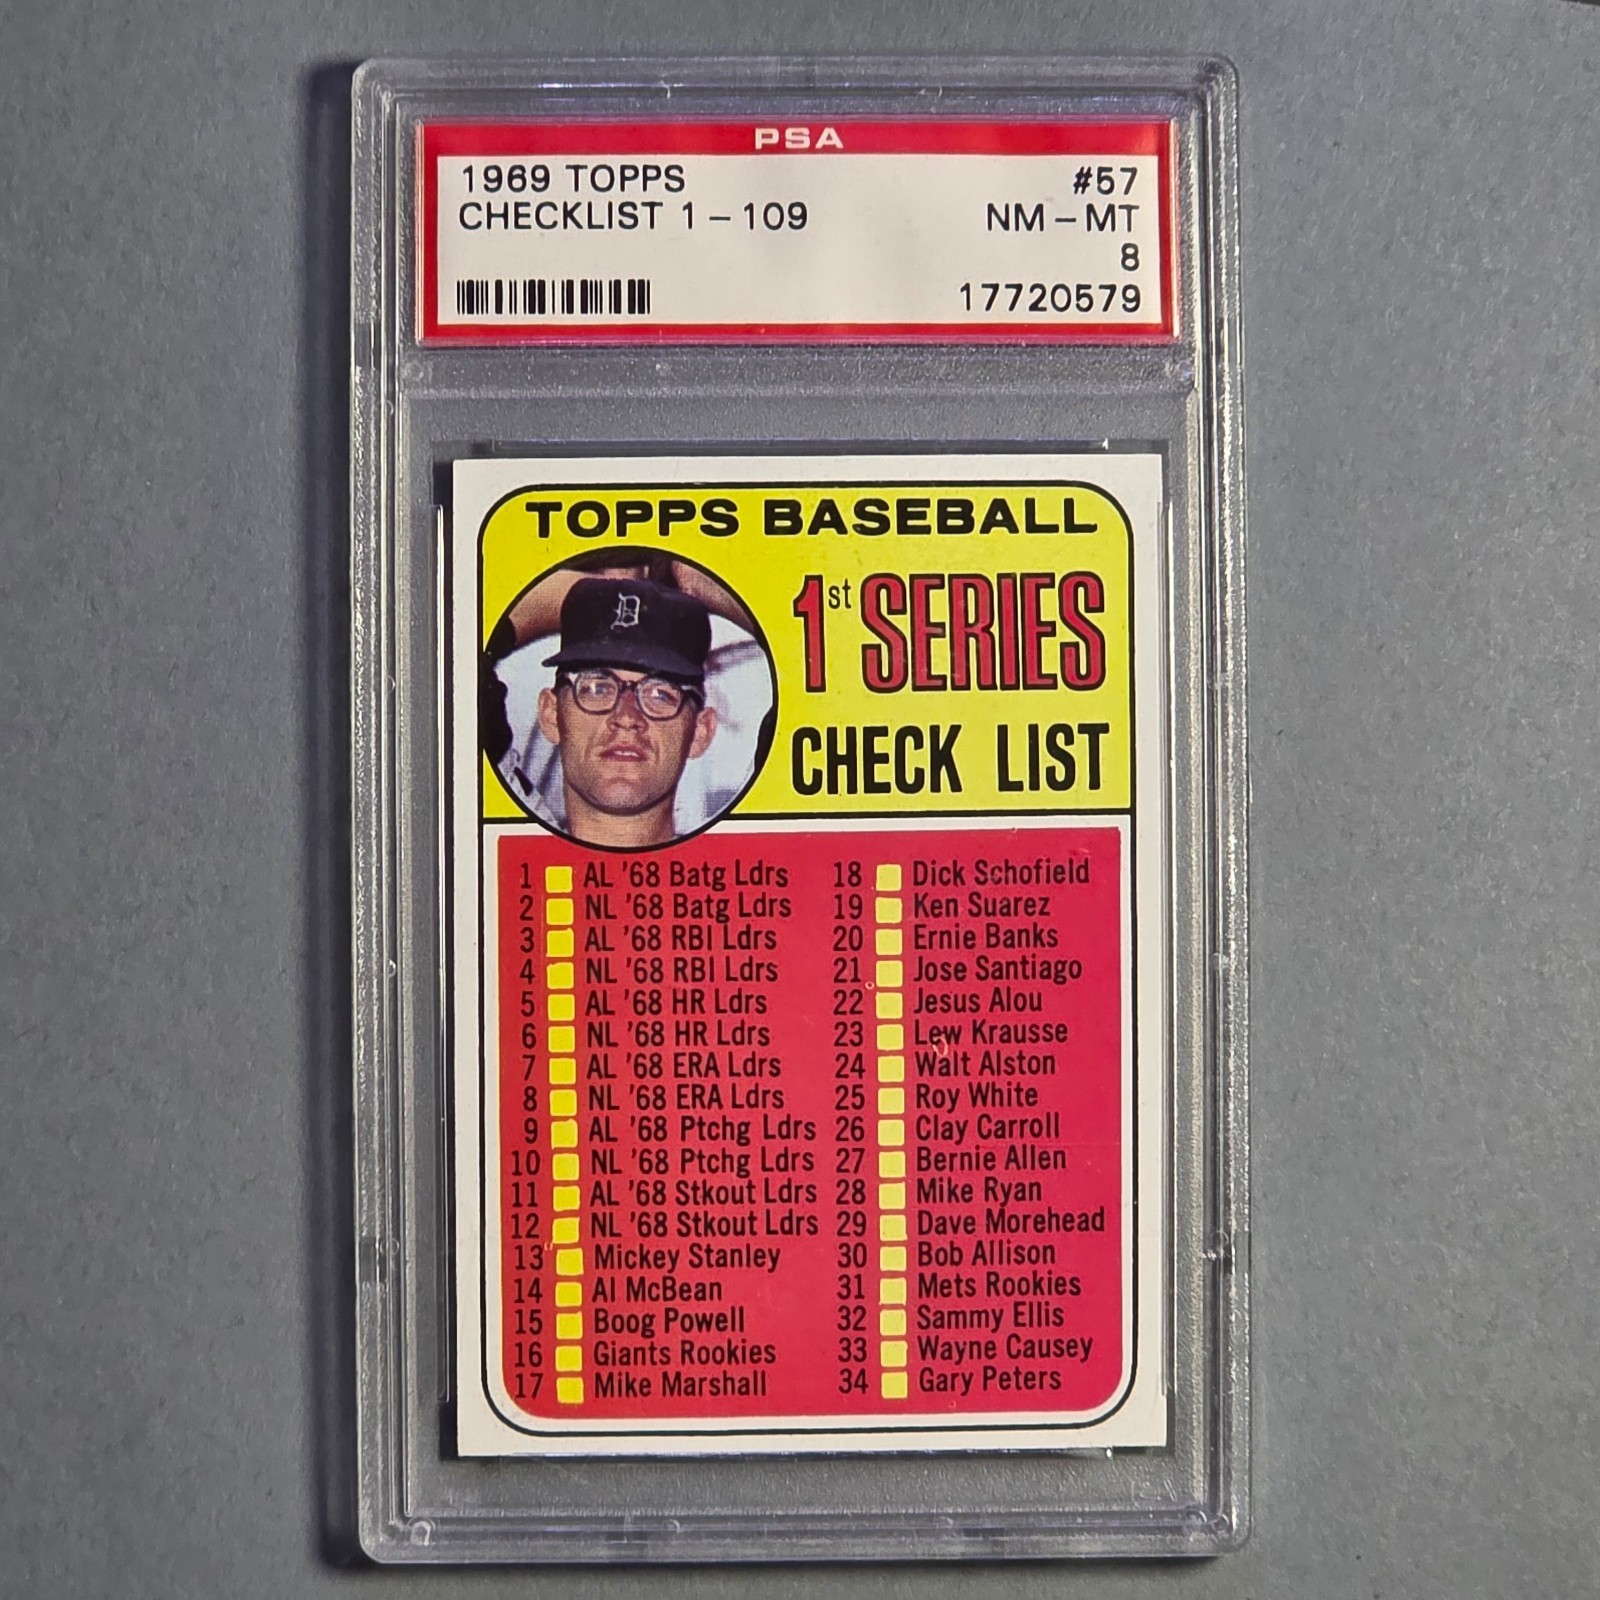 PSA
1969 TOPPS #57
CHECKLIST 1 - 109 NM - MT
8
17720579
D
TOPPS BASEBALL
1st SERIES
CHECK LIST
1 AL '68 Batg Ldrs
2 NL '68 Batg Ldrs
3 AL '68 RBI Ldrs
4 NL '68 RBI Ldrs
5 AL '68 HR Ldrs
6 NL '68 HR Ldrs
7 AL '68 ERA Ldrs
8 NL '68 ERA Ldrs
9 AL '68 Ptchg Ldrs
10 NL '68 Ptchg Ldrs
11 AL '68 Stkout Ldrs
12 NL '68 Stkout Ldrs
13 Mickey Stanley
14 Al McBean
15 Boog Powell
16 Giants Rookies
17 Mike Marshall
18 Dick Schofield
19 Ken Suarez
20 Ernie Banks
21 Jose Santiago
22 Jesus Alou
23 Lew Krausse
24 Walt Alston
25 Roy White
26 Clay Carroll
27 Bernie Allen
28 Mike Ryan
29 Dave Morehead
30 Bob Allison
31 Mets Rookies
32 Sammy Ellis
33 Wayne Causey
34 Gary Peters